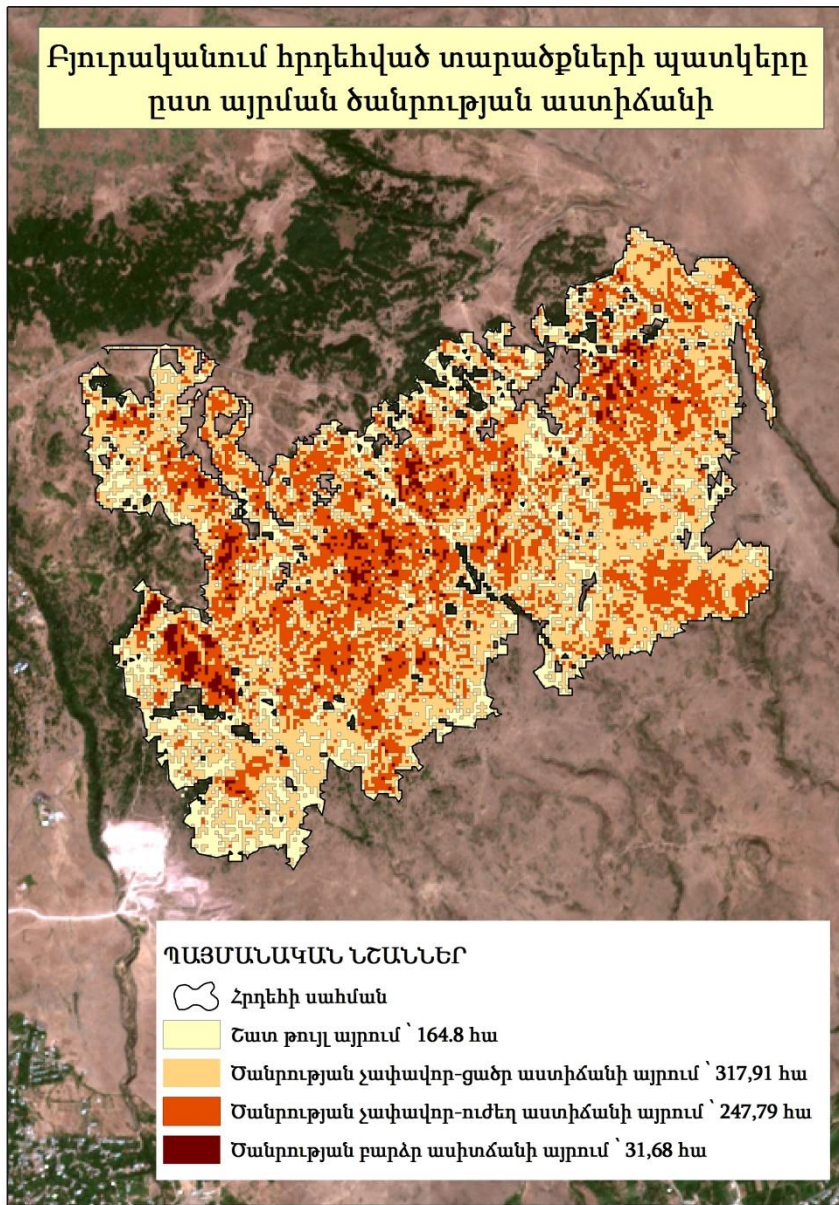 Բյուրականում հրդեհված տարածքների պատկերը
ըստ այրման ծանրության աստիճանի
ՊԱՅՄԱՆԱԿԱՆ ՆՇԱՆՆԵՐ
Հրդեհի սահման
Շատ թույլ այրում ՝ 164.8 հա
Ծանրության չափավոր-ցածր աստիճանի այրում ՝ 317,91 հա
Ծանրության չափավոր-ուժեղ աստիճանի այրում ՝ 247,79 հա
Ծանրության բարձր ասիտճանի այրում ՝ 31,68 հա